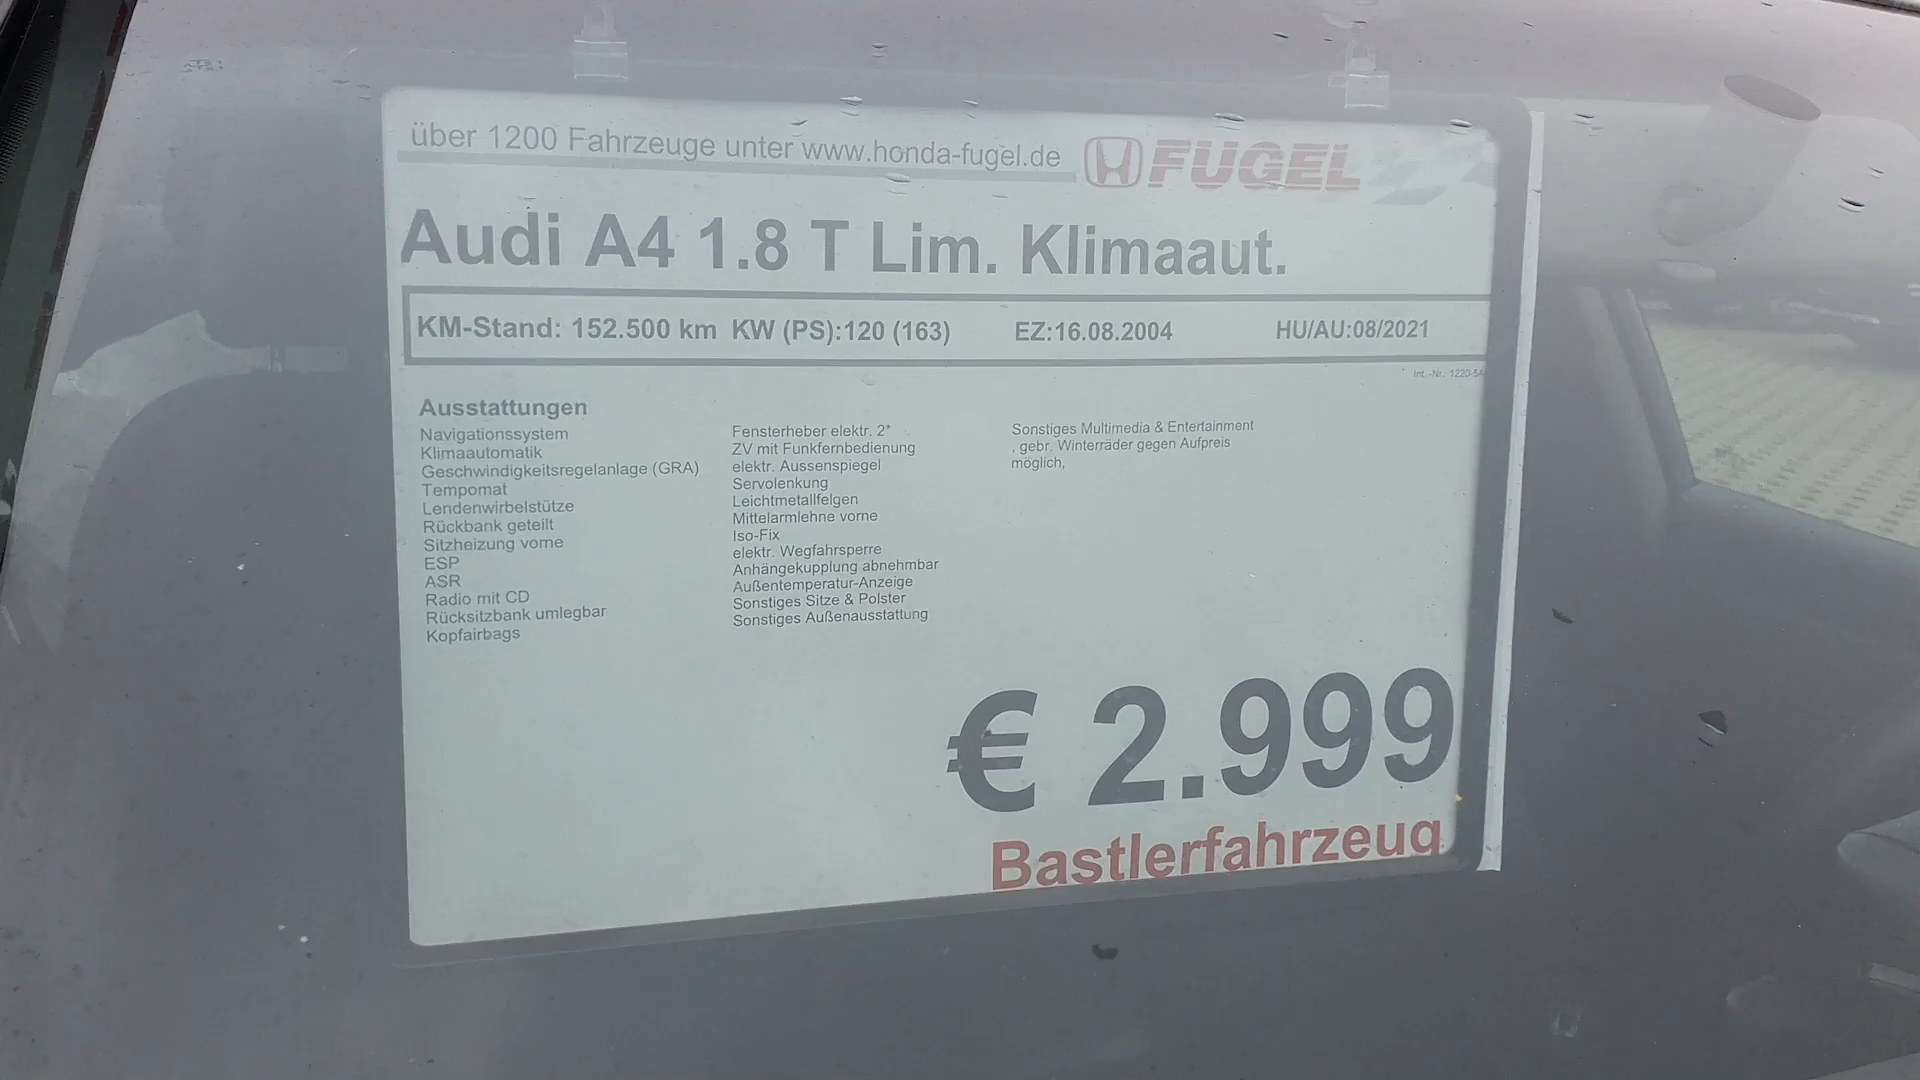 über 1200 Fahrzeuge unter www.honda-fugel.de FUGEL
Audi A4 1.8 T Lim. Klimaaut.
KM-Stand: 152.500 km KW (PS):120 (163) EZ:16.08.2004 HU/AU:08/2021
Int.-Nr. 1220-5A
Ausstattungen
Navigationssystem
Klimaautomatik
Geschwindigkeitsregelanlage (GRA)
Tempomat
Lendenwirbelstütze
Rückbank geteilt
Sitzheizung vorne
ESP
ASR
Radio mit CD
Rücksitzbank umlegbar
Kopfairbags
Fensterheber elektr. 2*
ZV mit Funkfernbedienung
elektr. Aussenspiegel
Servolenkung
Leichtmetallfelgen
Mittelarmlehne vorne
Iso-Fix
elektr. Wegfahrsperre
Anhängekupplung abnehmbar
Außentemperatur-Anzeige
Sonstiges Sitze & Polster
Sonstiges Außenausstattung
Sonstiges Multimedia & Entertainment
, gebr. Winterräder gegen Aufpreis
möglich,
€ 2.999
Bastlerfahrzeug